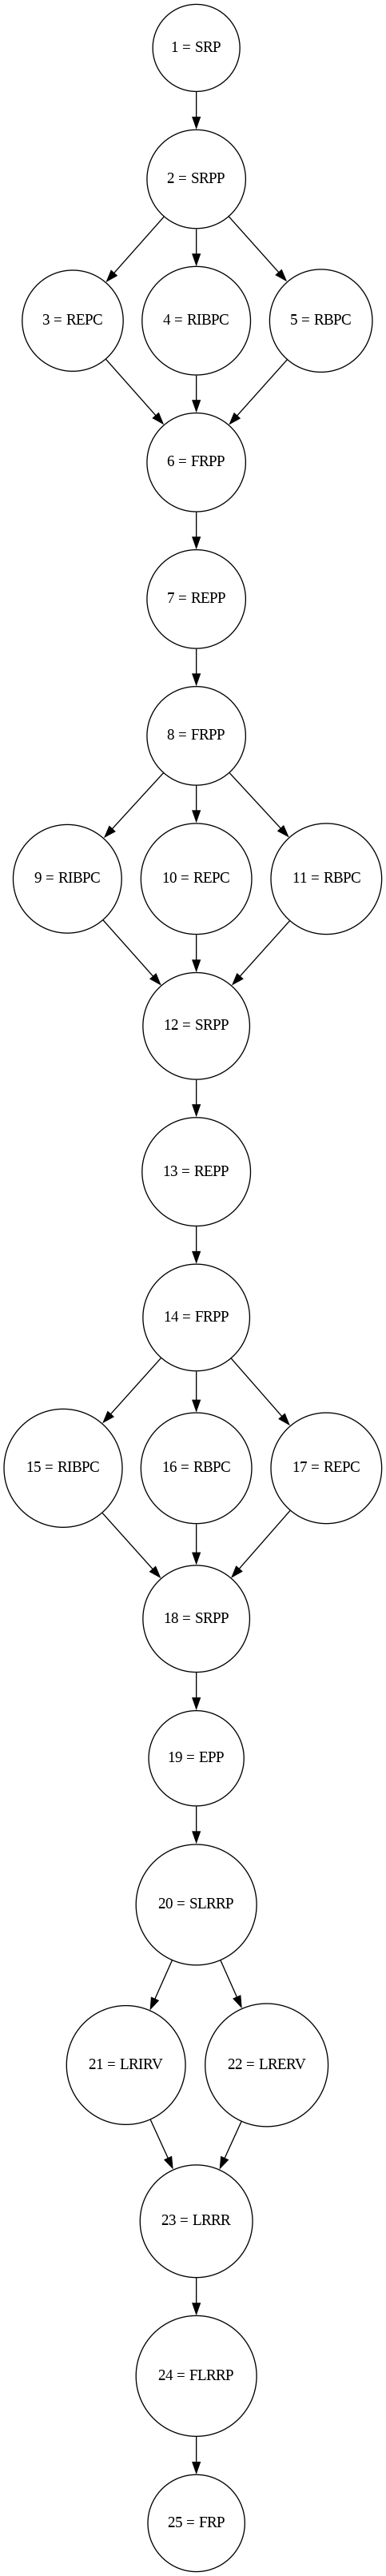 1 = SRP
2 = SRPP
3 = REPC
4 = RIBPC
5 = RBPC
6 = FRPP
7 = REPP
8 = FRPP
9 = RIBPC
10 = REPC
11 = RBPC
12 = SRPP
13 = REPP
14 = FRPP
15 = RIBPC
16 = RBPC
17 = REPC
18 = SRPP
19 = EPP
20 = SLRRP
21 = LRIRV
22 = LRERV
23 = LRRR
24 = FLRRP
25 = FRP